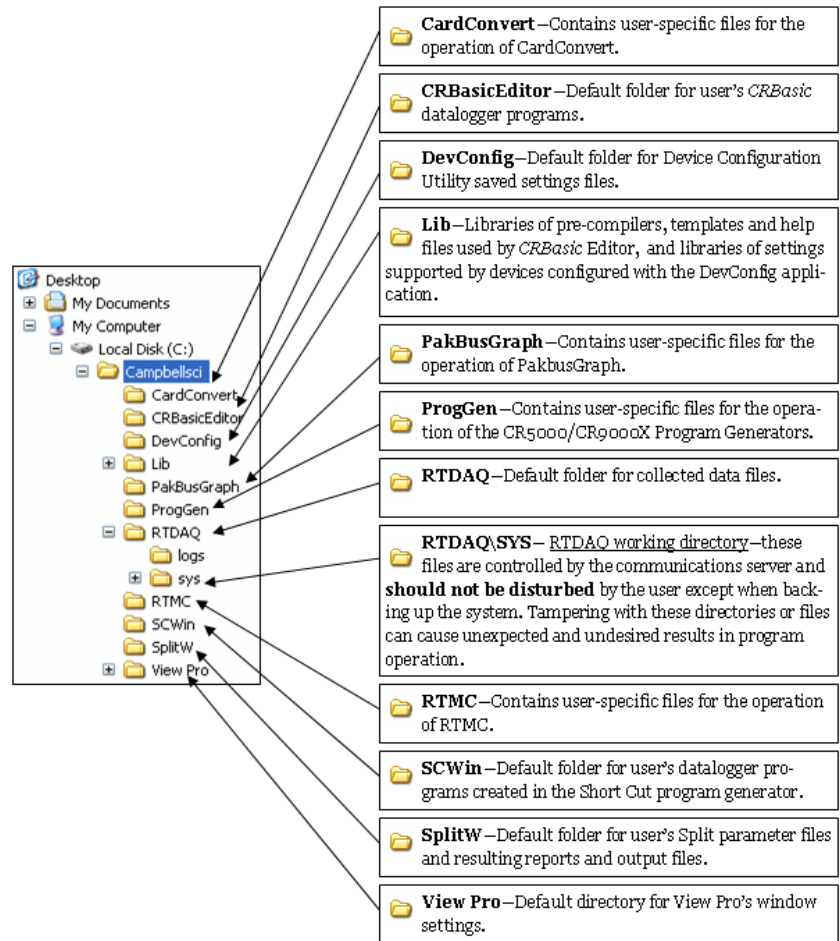 CardConvert—Contains user-specific files for the
operation of CardConvert.
CRBasicEditor—Default folder for user's CRBasic
datalogger programs.
DevConfig—Default folder for Device Configuration
Utility saved settings files.
Lib—Libraries of pre-compilers, templates and help
files used by CRBasic Editor, and libraries of settings
supported by devices configured with the DevConfig appli-
cation.
PakBusGraph—Contains user-specific files for the
operation of PakbusGraph.
ProgGen—Contains user-specific files for the opera-
tion of the CR5000/CR9000X Program Generators.
RTDAQ—Default folder for collected data files.
RTDAQ\SYS— RTDAQ working directory—these
files are controlled by the communications server and
should not be disturbed by the user except when back-
ing up the system. Tampering with these directories or files
can cause unexpected and undesired results in program
operation.
RTMC—Contains user-specific files for the operation
of RTMC.
SCWin—Default folder for user's datalogger pro-
grams created in the Short Cut program generator.
SplitW—Default folder for user's Split parameter files
and resulting reports and output files.
View Pro—Default directory for View Pro's window
settings.
Desktop
My Documents
My Computer
Local Disk (C:)
Campbellsci
CardConvert
CRBasicEditor
DevConfig
Lib
PakBusGraph
ProgGen
RTDAQ
logs
sys
RTMC
SCWin
SplitW
View Pro